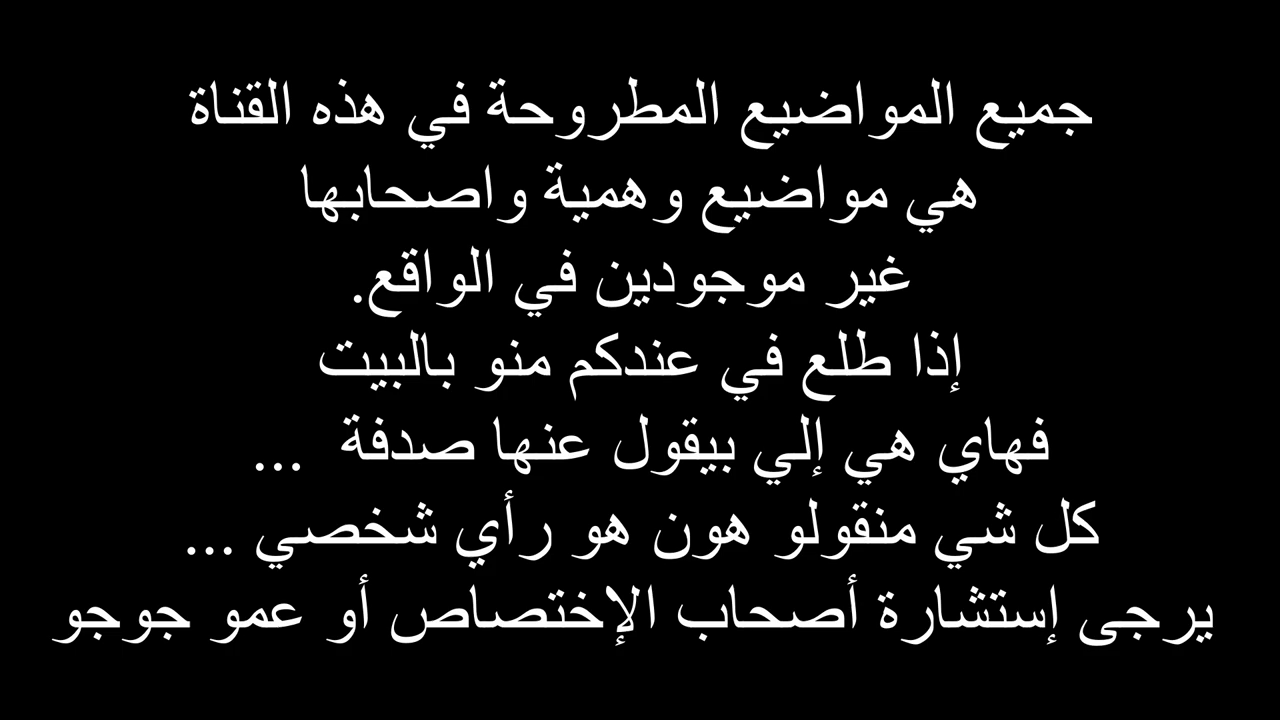 جميع المواضيع المطروحة في هذه القناة
هي مواضيع وهمية واصحابها
غير موجودين في الواقع.
إذا طلع في عندكم منو بالبيت
فهاي هي إلي بيقول عنها صدفة ...
كل شي منقولو هون هو رأي شخصي ...
يرجى إستشارة أصحاب الإختصاص أو عمو جوجو